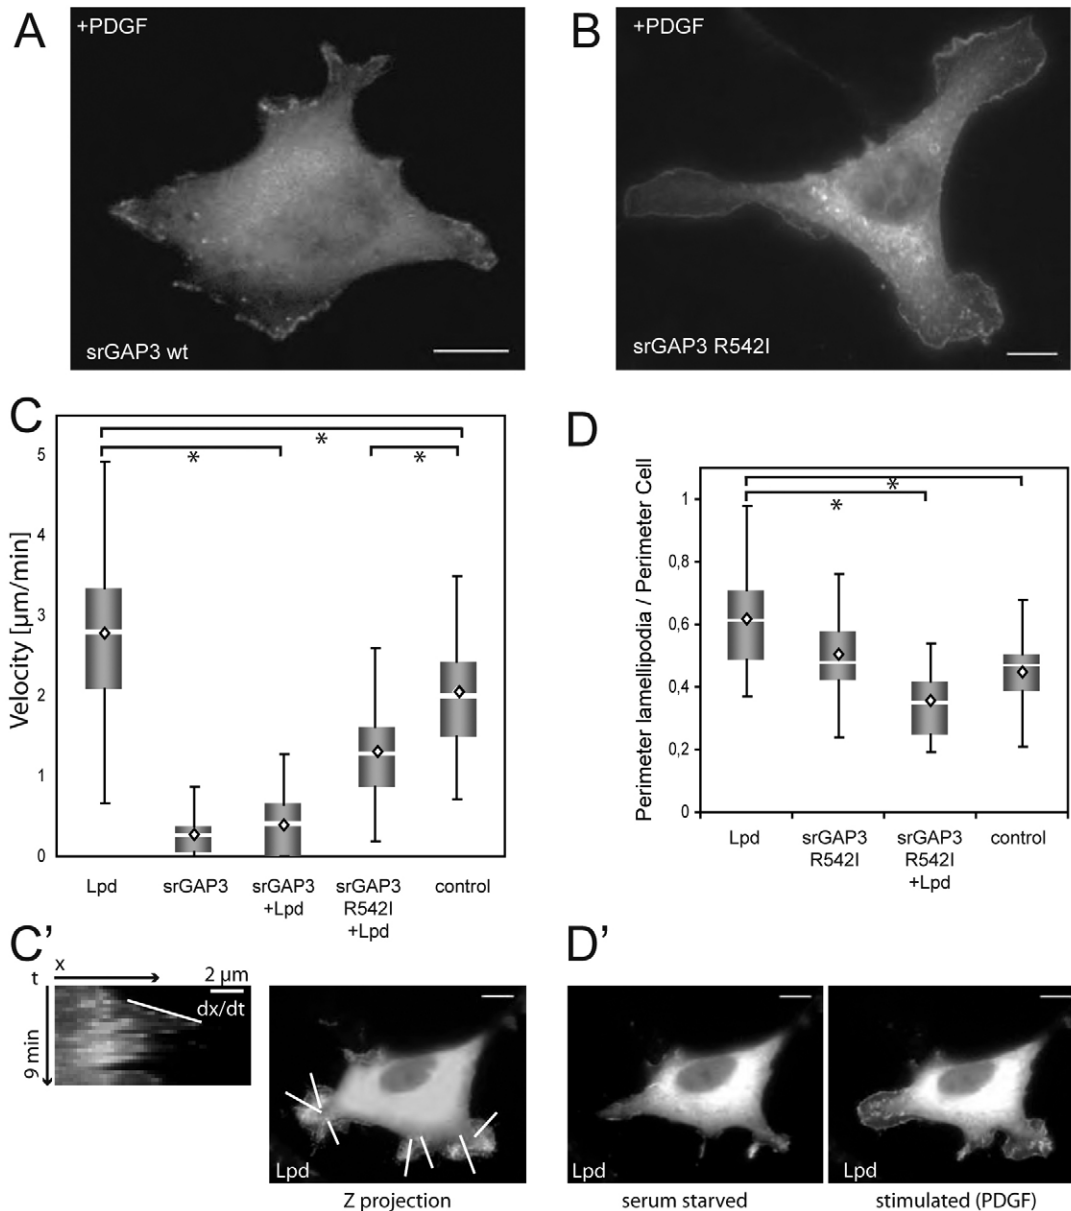 A
+PDGF
srGAP3 wt
B
+PDGF
srGAP3 R542I
C
Velocity [µm/min]
5
4
3
2
1
0
*
*
*
Lpd
srGAP3
srGAP3
+Lpd
srGAP3
R542I
+Lpd
control
D
Perimeter lamellipodia / Perimeter Cell
1
0,8
0,6
0,4
0,2
0
*
*
Lpd
srGAP3
R542I
srGAP3
R542I
+Lpd
control
C'
x
t
2 µm
dx/dt
9 min
Lpd
Z projection
D'
Lpd
serum starved
Lpd
stimulated (PDGF)